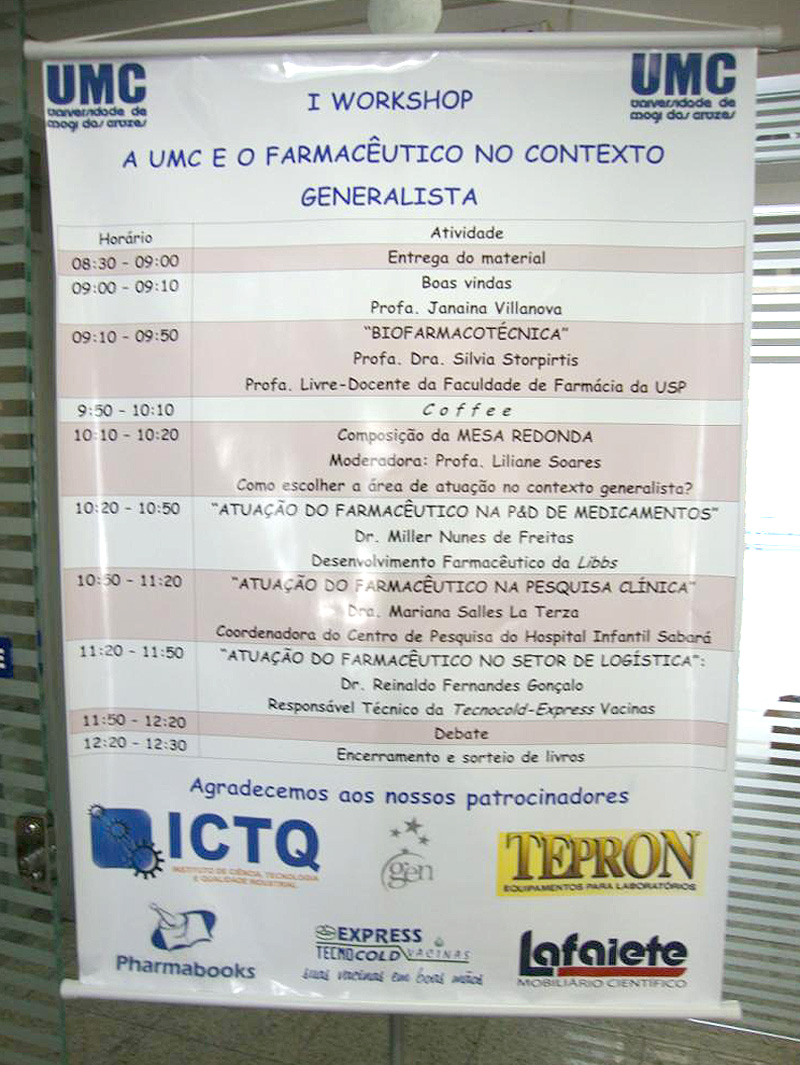 UMC
universidade de
mogi das cruzes
UMC
universidade de
mogi das cruzes
I WORKSHOP
A UMC E O FARMACÊUTICO NO CONTEXTO
GENERALISTA
Horário Atividade
08:30 - 09:00 Entrega do material
09:00 - 09:10 Boas vindas
Profa. Janaina Villanova
09:10 - 09:50 "BIOFARMACOTÉCNICA"
Profa. Dra. Silvia Storpirtis
Profa. Livre-Docente da Faculdade de Farmácia da USP
9:50 - 10:10 Coffee
10:10 - 10:20 Composição da MESA REDONDA
Moderadora: Profa. Liliane Soares
Como escolher a área de atuação no contexto generalista?
10:20 - 10:50 "ATUAÇÃO DO FARMACÊUTICO NA P&D DE MEDICAMENTOS"
Dr. Miller Nunes de Freitas
Desenvolvimento Farmacêutico da Libbs
10:50 - 11:20 "ATUAÇÃO DO FARMACÊUTICO NA PESQUISA CLÍNICA"
Dra. Mariana Salles La Terza
Coordenadora do Centro de Pesquisa do Hospital Infantil Sabará
11:20 - 11:50 "ATUAÇÃO DO FARMACÊUTICO NO SETOR DE LOGÍSTICA":
Dr. Reinaldo Fernandes Gonçalo
Responsável Técnico da Tecnocold-Express Vacinas
11:50 - 12:20 Debate
12:20 - 12:30 Encerramento e sorteio de livros
Agradecemos aos nossos patrocinadores
ICTQ
INSTITUTO DE CIÊNCIA, TECNOLOGIA
E QUALIDADE INDUSTRIAL
gen
TEPRON
EQUIPAMENTOS PARA LABORATÓRIOS
Pharmabooks
EXPRESS
TECNOCOLD VACINAS
suas vacinas em boas mãos
Lafaiete
MOBILIÁRIO CIENTÍFICO